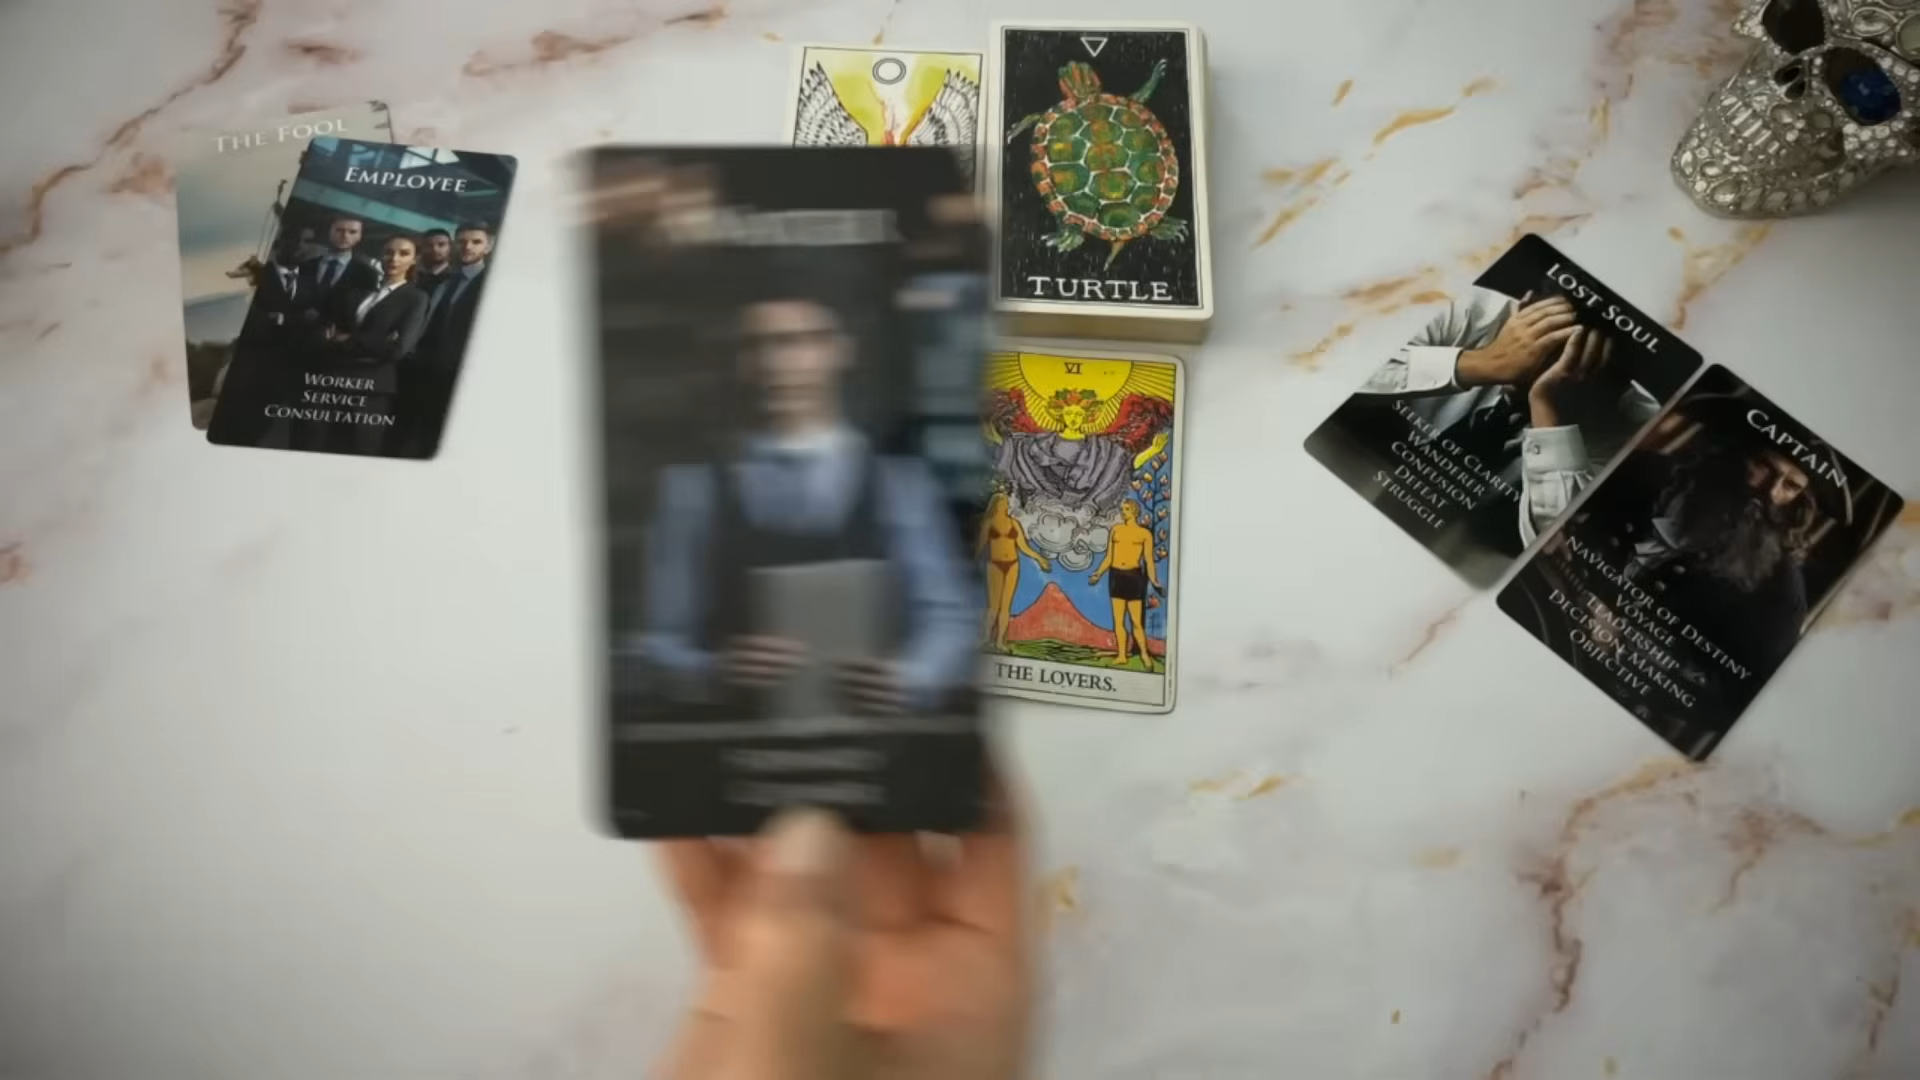 THE FOOL
EMPLOYEE
WORKER
SERVICE
CONSULTATION
TURTLE
VI
THE LOVERS.
LOST SOUL
SEEKER OF CLARITY
WANDERER
CONFUSION
DEFEAT
STRUGGLE
CAPTAIN
NAVIGATOR OF DESTINY
VOYAGE
LEADERSHIP
DECISION MAKING
OBJECTIVE